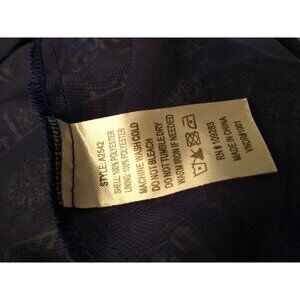 STYLE: A2542
SHELL: 100% POLYESTER
LINING: 100% POLYESTER
MACHINE WASH COLD
DO NOT BLEACH
DO NOT TUMBLE DRY
WARM IRON IF NEEDED
MADE IN CHINA